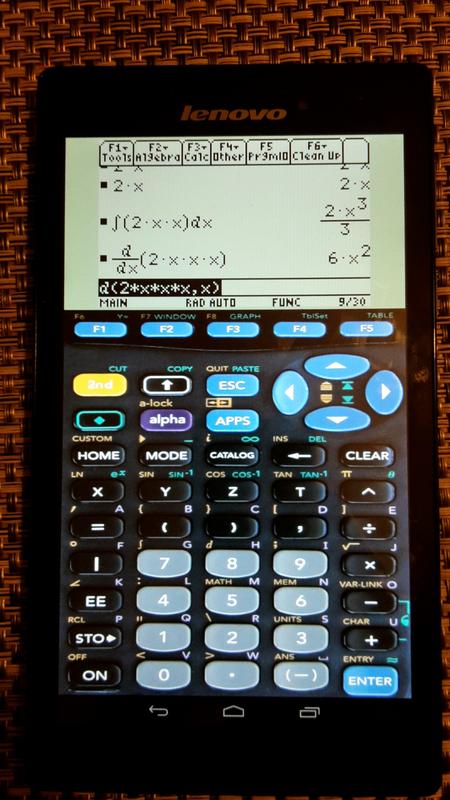 lenovo
F1▾ F2▾ F3▾ F4▾ F5 F6▾
Tools Algebra Calc Other PrgmIO Clean Up
2·x 2·x
∫(2·x·x)dx 2·x³/3
d/dx(2·x·x·x) 6·x²
d(2*x*x*x,x)
MAIN RAD AUTO FUNC 9/30
F6 Y= F7 WINDOW F8 GRAPH TblSet TABLE
F1 F2 F3 F4 F5
CUT COPY QUIT PASTE
2nd ESC
a-lock
alpha APPS
CUSTOM i ∞ INS DEL
HOME MODE CATALOG ← CLEAR
LN eˣ SIN SIN⁻¹ COS COS⁻¹ TAN TAN⁻¹ π θ
X Y Z T ^
A { B } C [ D ] E
= ( ) , ÷
F G H I J
| 7 8 9 ×
∠ K : L MATH M MEM N VAR-LINK O
EE 4 5 6 −
RCL P Q \ R UNITS S CHAR U
STO▸ 1 2 3 +
OFF < V > W ANS ENTRY ≈
ON 0 . (−) ENTER